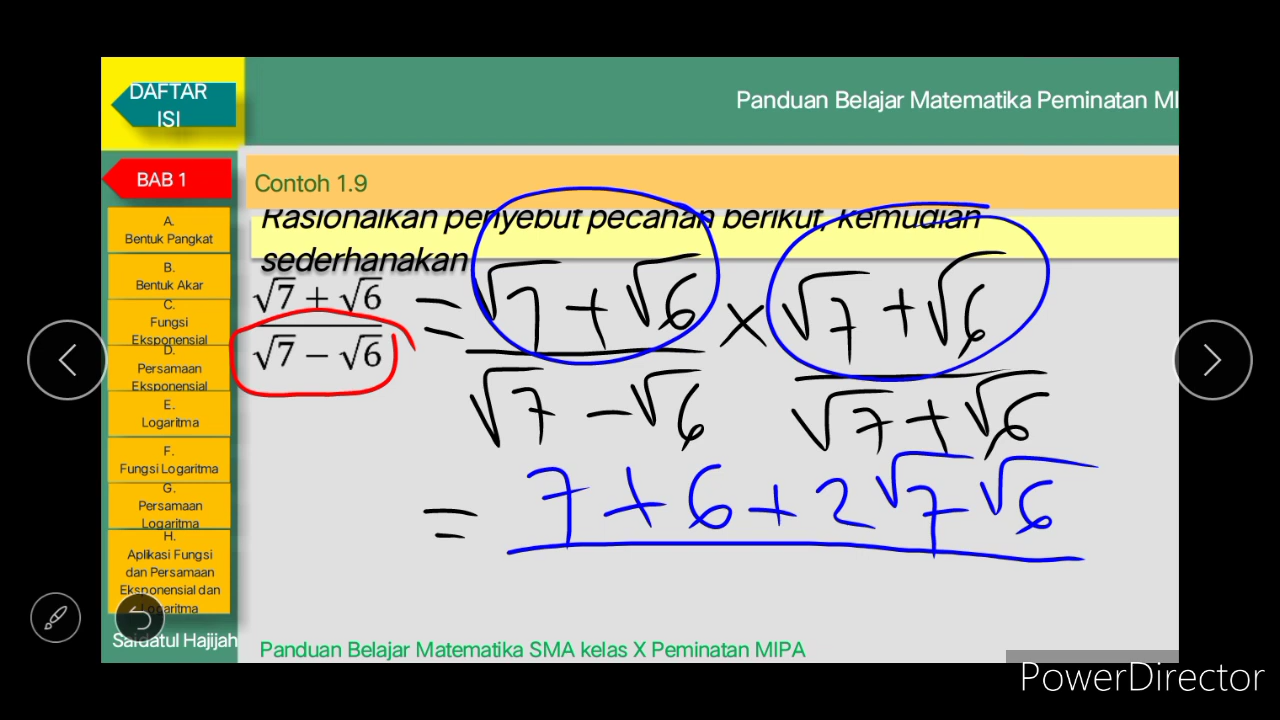 DAFTAR
ISI
Panduan Belajar Matematika Peminatan MI
BAB 1
Contoh 1.9
A.
Bentuk Pangkat
B.
Bentuk Akar
C.
Fungsi
Eksponensial
D.
Persamaan
Eksponensial
E.
Logaritma
F.
Fungsi Logaritma
G.
Persamaan
Logaritma
H.
Aplikasi Fungsi
dan Persamaan
Eksponensial dan
Logaritma
Saidatul Hajijah
Rasionalkan penyebut pecahan berikut, kemudian
sederhanakan
√7 + √6
√7 − √6
= √7 + √6 × √7 + √6
√7 − √6 √7 + √6
= 7 + 6 + 2√7√6
Panduan Belajar Matematika SMA kelas X Peminatan MIPA
PowerDirector